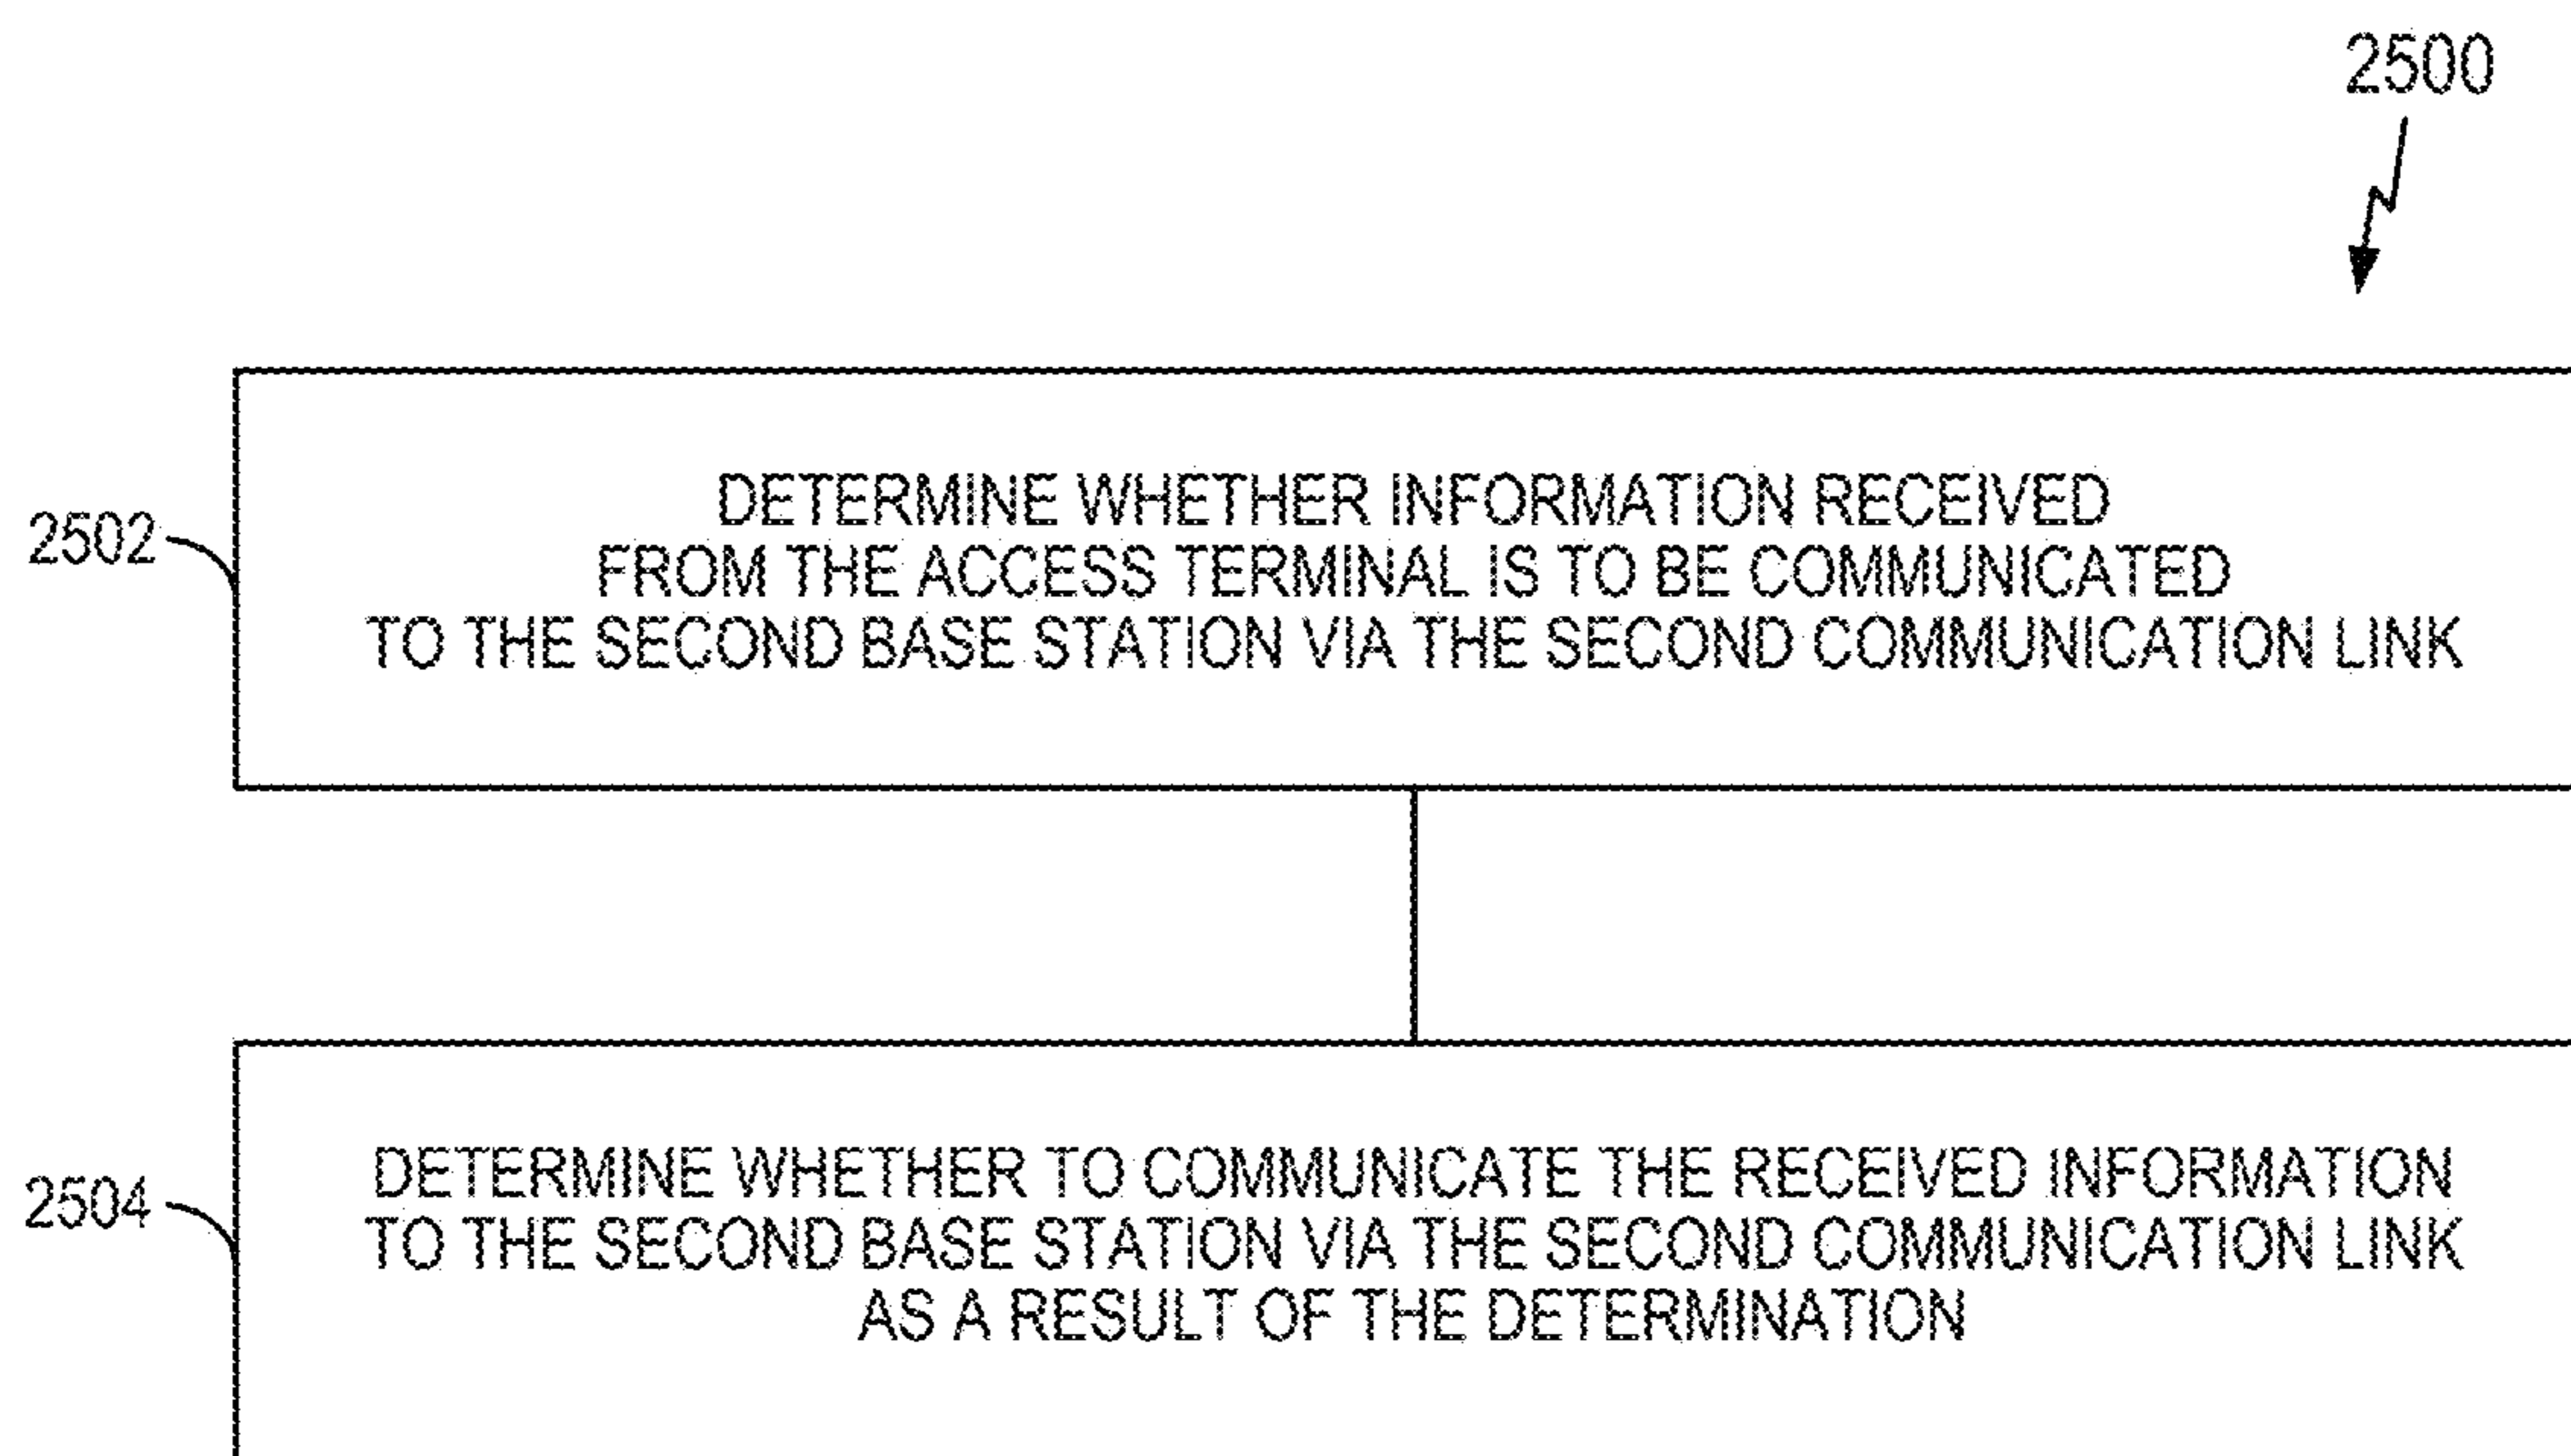 2500
2502
DETERMINE WHETHER INFORMATION RECEIVED
FROM THE ACCESS TERMINAL IS TO BE COMMUNICATED
TO THE SECOND BASE STATION VIA THE SECOND COMMUNICATION LINK
2504
DETERMINE WHETHER TO COMMUNICATE THE RECEIVED INFORMATION
TO THE SECOND BASE STATION VIA THE SECOND COMMUNICATION LINK
AS A RESULT OF THE DETERMINATION